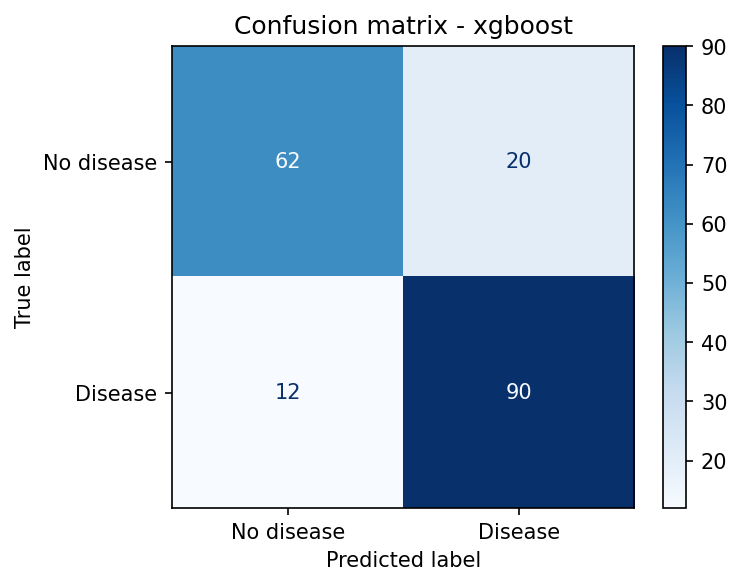 Confusion matrix - xgboost
True label
No disease
62
20
Disease
12
90
No disease
Disease
Predicted label
90
80
70
60
50
40
30
20